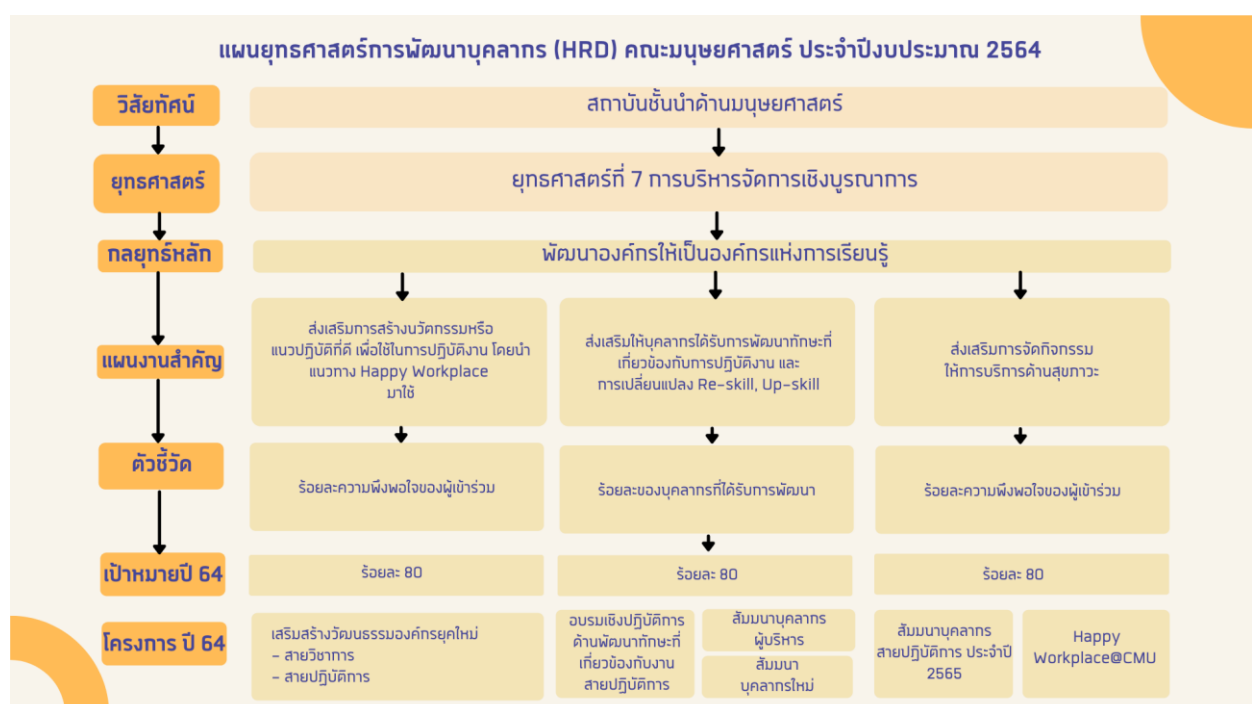 แผนยุทธศาสตร์การพัฒนาบุคลากร (HRD) คณะมนุษยศาสตร์ ประจำปีงบประมาณ 2564
วิสัยทัศน์
สถาบันชั้นนำด้านมนุษยศาสตร์
ยุทธศาสตร์
ยุทธศาสตร์ที่ 7 การบริหารจัดการเชิงบูรณาการ
กลยุทธ์หลัก
พัฒนาองค์กรให้เป็นองค์กรแห่งการเรียนรู้
แผนงานสำคัญ
ส่งเสริมการสร้างนวัตกรรมหรือ
แนวปฏิบัติที่ดี เพื่อใช้ในการปฏิบัติงาน โดยนำ
แนวทาง Happy Workplace
มาใช้
ส่งเสริมให้บุคลากรได้รับการพัฒนาทักษะที่
เกี่ยวข้องกับการปฏิบัติงาน และ
การเปลี่ยนแปลง Re-skill, Up-skill
ส่งเสริมการจัดกิจกรรม
ให้การบริการด้านสุขภาวะ
ตัวชี้วัด
ร้อยละความพึงพอใจของผู้เข้าร่วม
ร้อยละของบุคลากรที่ได้รับการพัฒนา
ร้อยละความพึงพอใจของผู้เข้าร่วม
เป้าหมายปี 64
ร้อยละ 80
ร้อยละ 80
ร้อยละ 80
โครงการ ปี 64
เสริมสร้างวัฒนธรรมองค์กรยุคใหม่
- สายวิชาการ
- สายปฏิบัติการ
อบรมเชิงปฏิบัติการ
ด้านพัฒนาทักษะที่
เกี่ยวข้องกับงาน
สายปฏิบัติการ
สัมมนาบุคลากร
ผู้บริหาร
สัมมนา
บุคลากรใหม่
สัมมนาบุคลากร
สายปฏิบัติการ ประจำปี
2565
Happy
Workplace@CMU